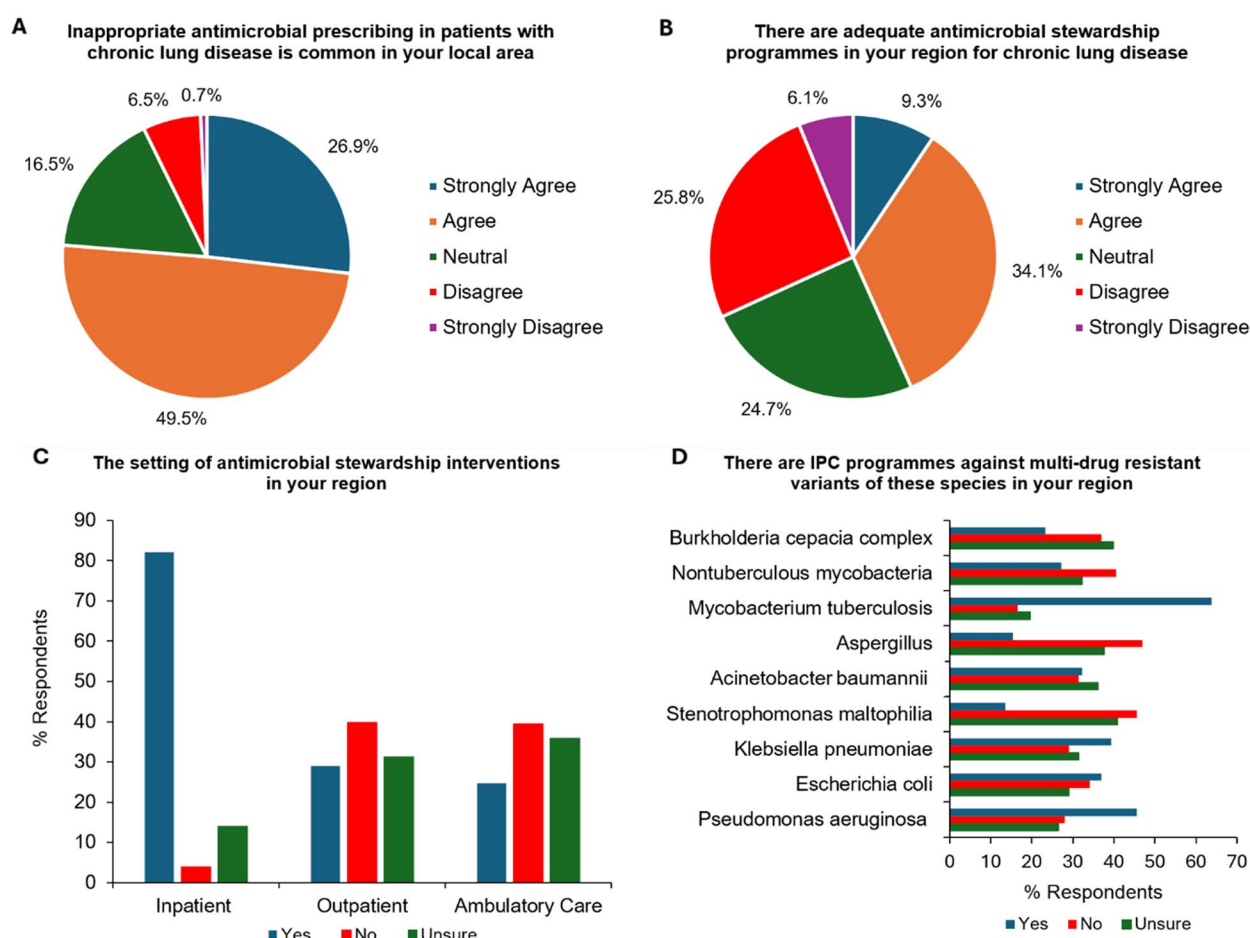 A
Inappropriate antimicrobial prescribing in patients with
chronic lung disease is common in your local area
6.5%
0.7%
26.9%
16.5%
49.5%
Strongly Agree
Agree
Neutral
Disagree
Strongly Disagree
B
There are adequate antimicrobial stewardship
programmes in your region for chronic lung disease
6.1%
9.3%
25.8%
34.1%
24.7%
Strongly Agree
Agree
Neutral
Disagree
Strongly Disagree
C
The setting of antimicrobial stewardship interventions
in your region
% Respondents
90
80
70
60
50
40
30
20
10
0
Inpatient
Outpatient
Ambulatory Care
Yes
No
Unsure
D
There are IPC programmes against multi-drug resistant
variants of these species in your region
Burkholderia cepacia complex
Nontuberculous mycobacteria
Mycobacterium tuberculosis
Aspergillus
Acinetobacter baumannii
Stenotrophomonas maltophilia
Klebsiella pneumoniae
Escherichia coli
Pseudomonas aeruginosa
0 10 20 30 40 50 60 70
% Respondents
Yes
No
Unsure